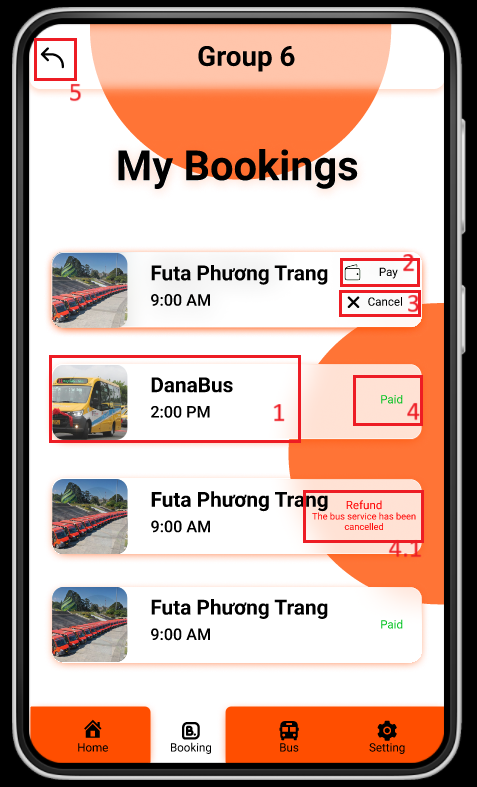 Group 6
5
My Bookings
Futa Phương Trang
9:00 AM
Pay
2
Cancel
3
DanaBus
2:00 PM
1
Paid
4
Futa Phương Trang
9:00 AM
Refund
The bus service has been
cancelled
4.1
Futa Phương Trang
9:00 AM
Paid
B.
Home
Booking
Bus
Setting